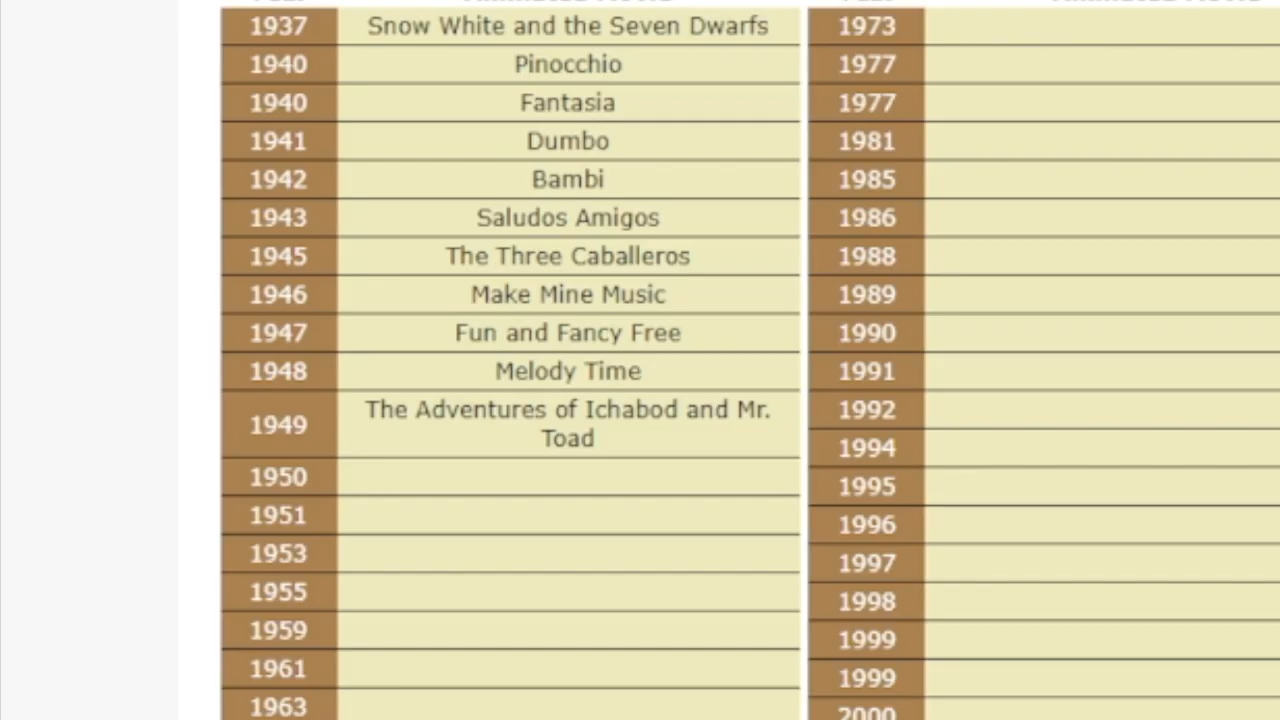 1937 Snow White and the Seven Dwarfs 1973
1940 Pinocchio 1977
1940 Fantasia 1977
1941 Dumbo 1981
1942 Bambi 1985
1943 Saludos Amigos 1986
1945 The Three Caballeros 1988
1946 Make Mine Music 1989
1947 Fun and Fancy Free 1990
1948 Melody Time 1991
1949 The Adventures of Ichabod and Mr. 1992
Toad 1994
1950 1995
1951 1996
1953 1997
1955 1998
1959 1999
1961 1999
1963 2000